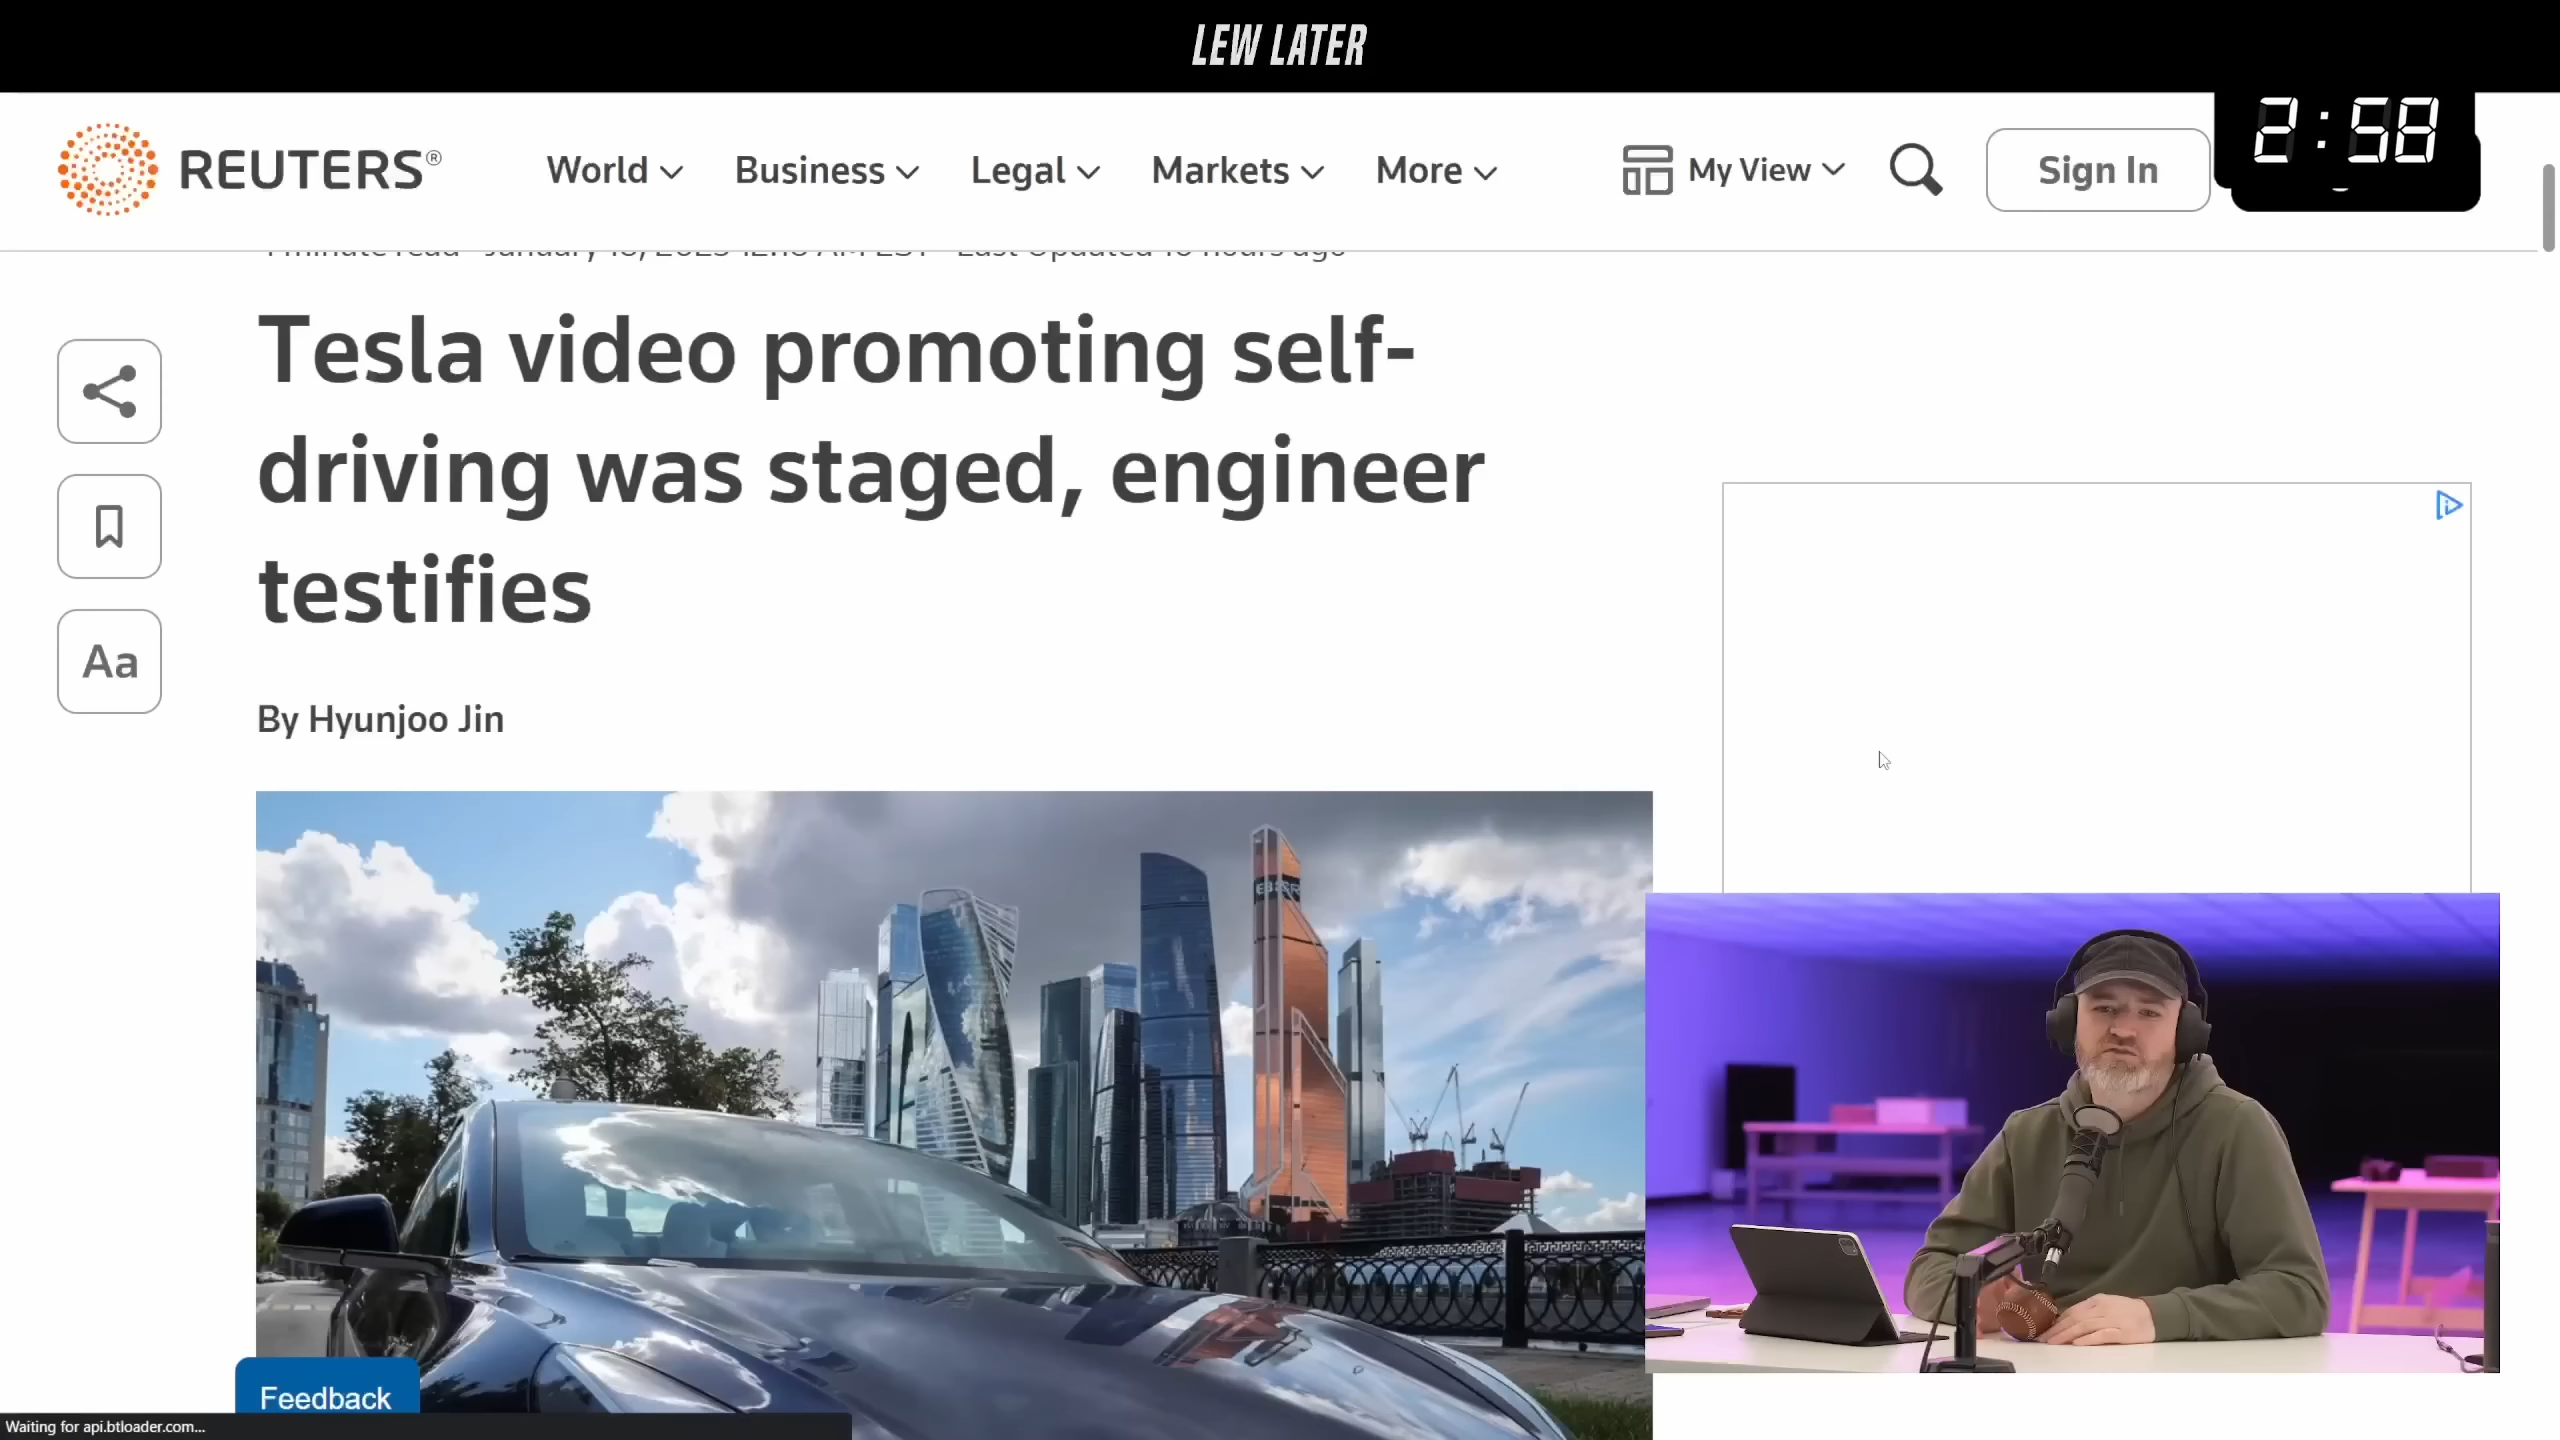 LEW LATER
REUTERS®
World
Business
Legal
Markets
More
My View
Sign In
2:58
Tesla video promoting self-
driving was staged, engineer
testifies
Aa
By Hyunjoo Jin
Feedback
Waiting for api.btloader.com...